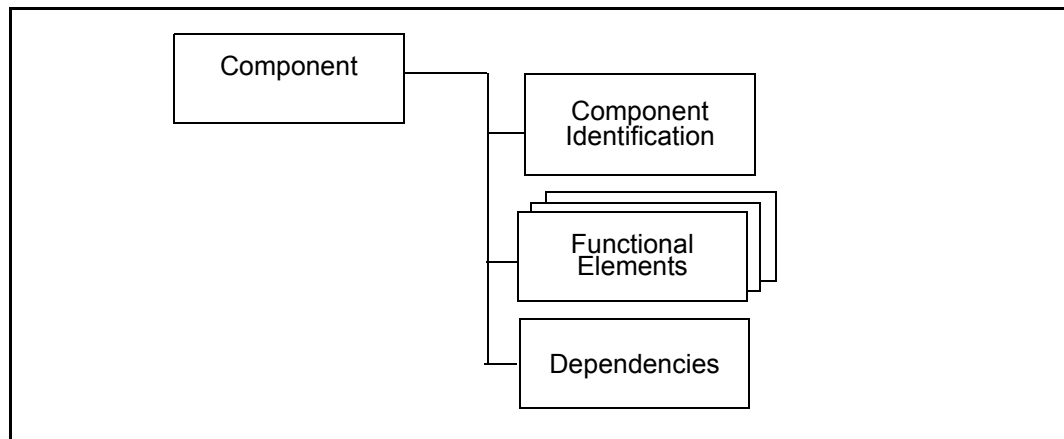 Component
Component
Identification
Functional
Elements
Dependencies